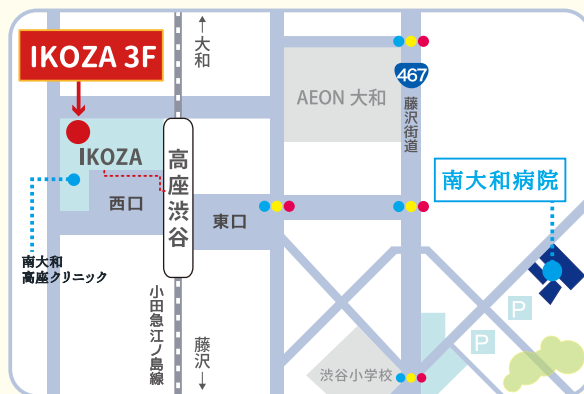 IKOZA 3F
←大和
467
AEON 大和
藤沢街道
IKOZA
高座渋谷
南大和病院
西口
東口
南大和
高座クリニック
小田急江ノ島線
藤沢→
P
P
渋谷小学校